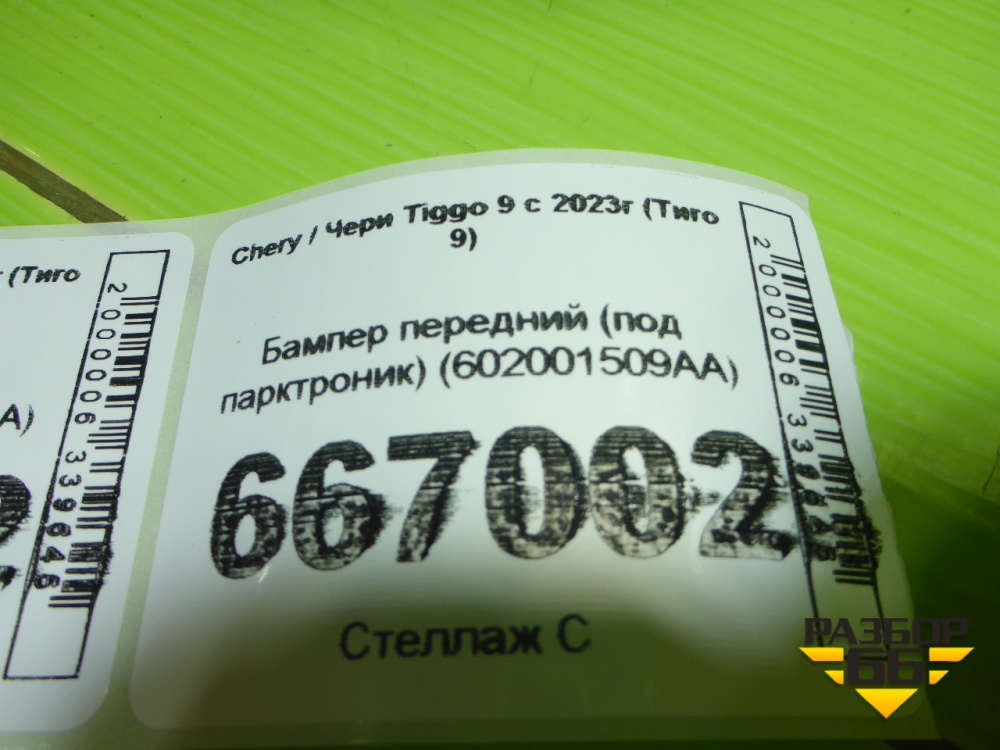 Chery / Чери Tiggo 9 с 2023г (Тиго
9)
Бампер передний (под
парктроник) (602001509AA)
667002
Стеллаж С
2000006339646
(Тиго
A)
2000006339646
РАЗБОР
66